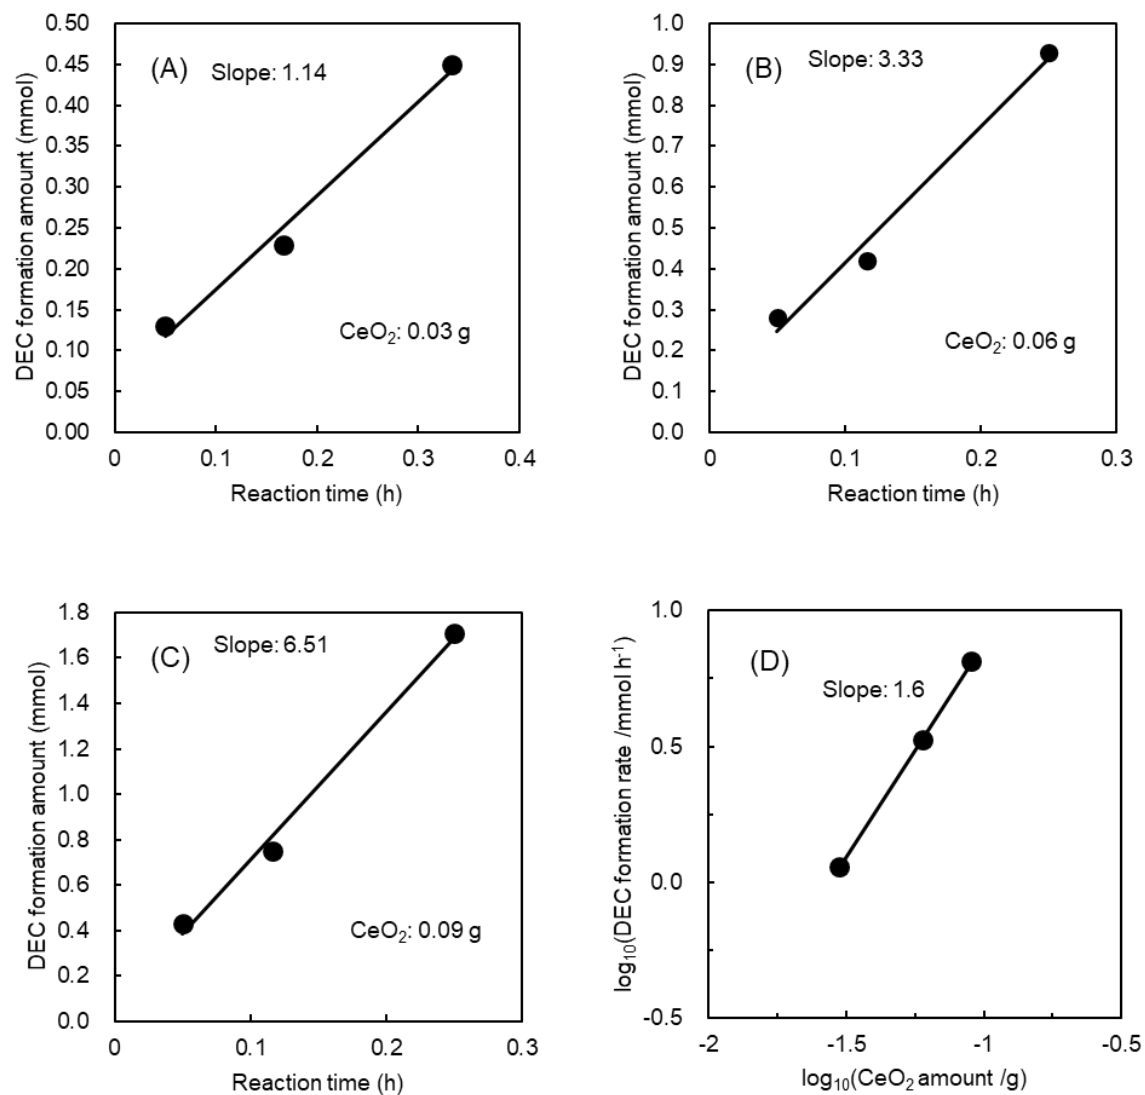 0.50
0.45
0.40
0.35
0.30
0.25
0.20
0.15
0.10
0.05
0.00
DEC formation amount (mmol)
(A)
Slope: 1.14
CeO₂: 0.03 g
0 0.1 0.2 0.3 0.4
Reaction time (h)
1.0
0.9
0.8
0.7
0.6
0.5
0.4
0.3
0.2
0.1
0.0
DEC formation amount (mmol)
(B)
Slope: 3.33
CeO₂: 0.06 g
0 0.1 0.2 0.3
Reaction time (h)
1.8
1.6
1.4
1.2
1.0
0.8
0.6
0.4
0.2
0.0
DEC formation amount (mmol)
(C)
Slope: 6.51
CeO₂: 0.09 g
0 0.1 0.2 0.3
Reaction time (h)
1.0
0.5
0.0
-0.5
log₁₀(DEC formation rate /mmol h⁻¹)
(D)
Slope: 1.6
-2 -1.5 -1 -0.5
log₁₀(CeO₂ amount /g)